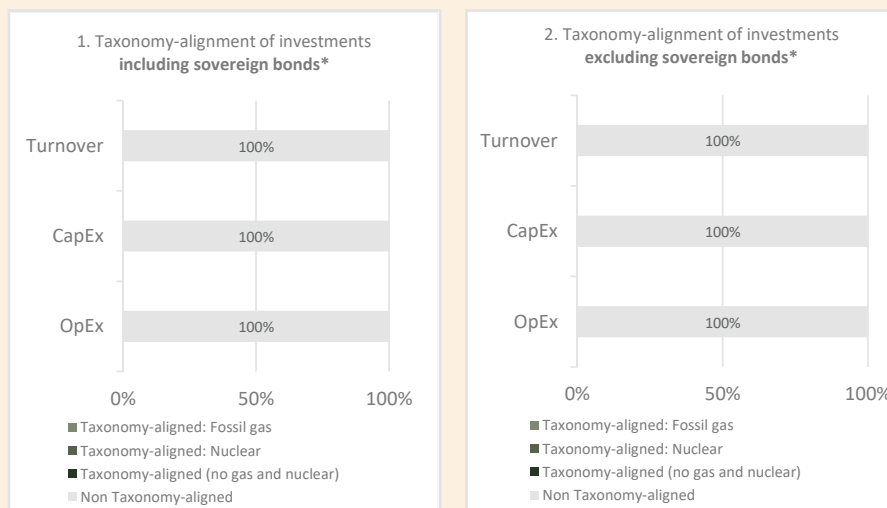 1. Taxonomy-alignment of investments
including sovereign bonds*
Turnover
100%
CapEx
100%
OpEx
100%
0%
50%
100%
Taxonomy-aligned: Fossil gas
Taxonomy-aligned: Nuclear
Taxonomy-aligned (no gas and nuclear)
Non Taxonomy-aligned
2. Taxonomy-alignment of investments
excluding sovereign bonds*
Turnover
100%
CapEx
100%
OpEx
100%
0%
50%
100%
Taxonomy-aligned: Fossil gas
Taxonomy-aligned: Nuclear
Taxonomy-aligned (no gas and nuclear)
Non Taxonomy-aligned